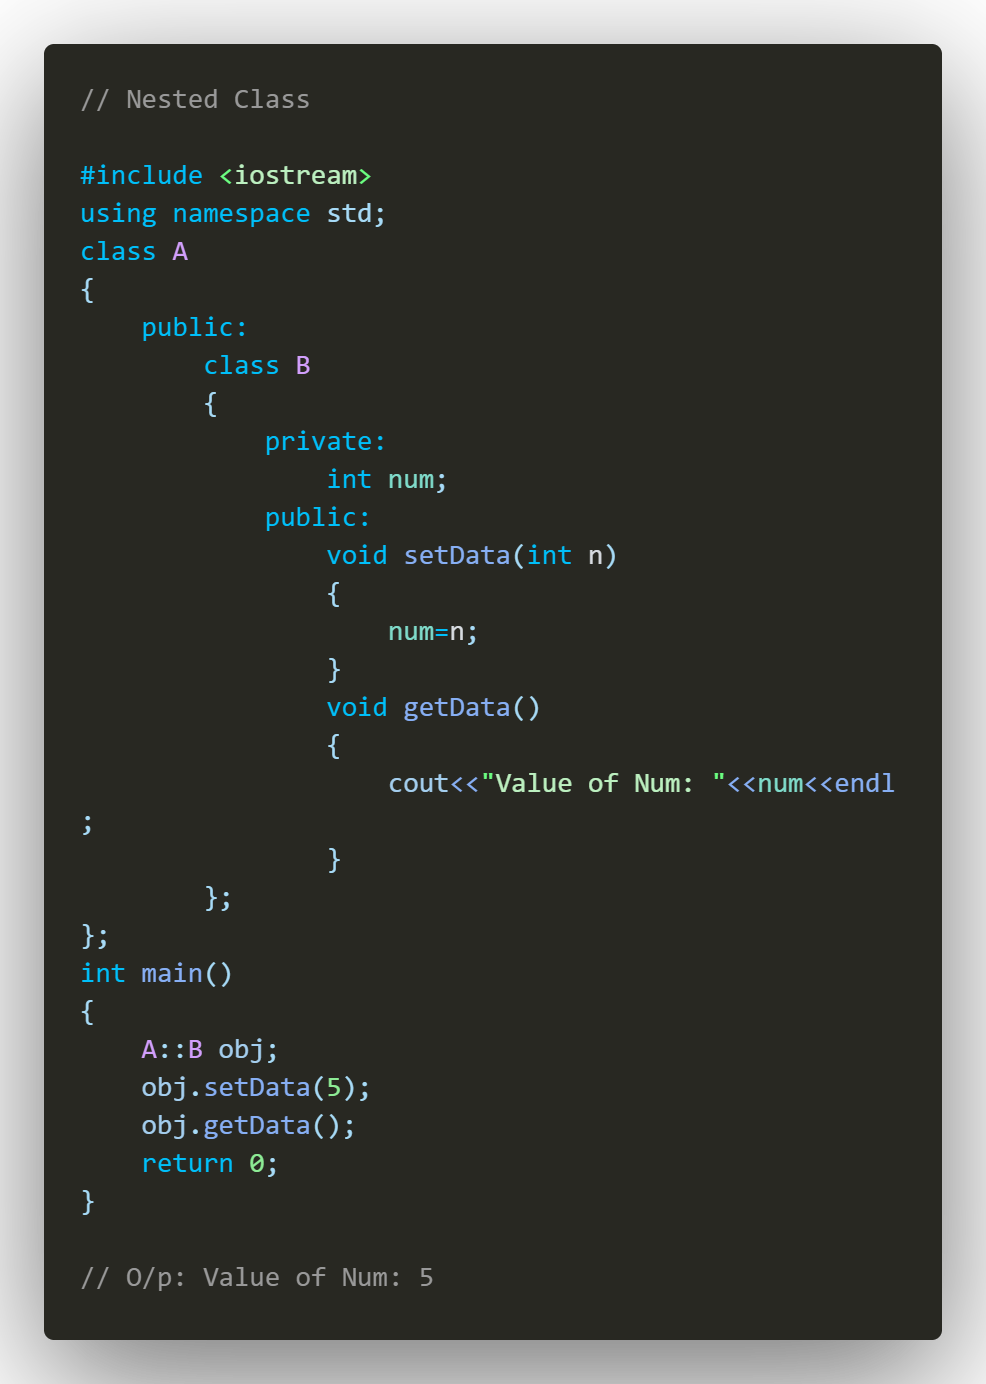 // Nested Class

#include <iostream>
using namespace std;
class A
{
    public:
        class B
        {
            private:
                int num;
            public:
                void setData(int n)
                {
                    num=n;
                }
                void getData()
                {
                    cout<<"Value of Num: "<<num<<endl
;
                }
        };
};
int main()
{
    A::B obj;
    obj.setData(5);
    obj.getData();
    return 0;
}

// O/p: Value of Num: 5